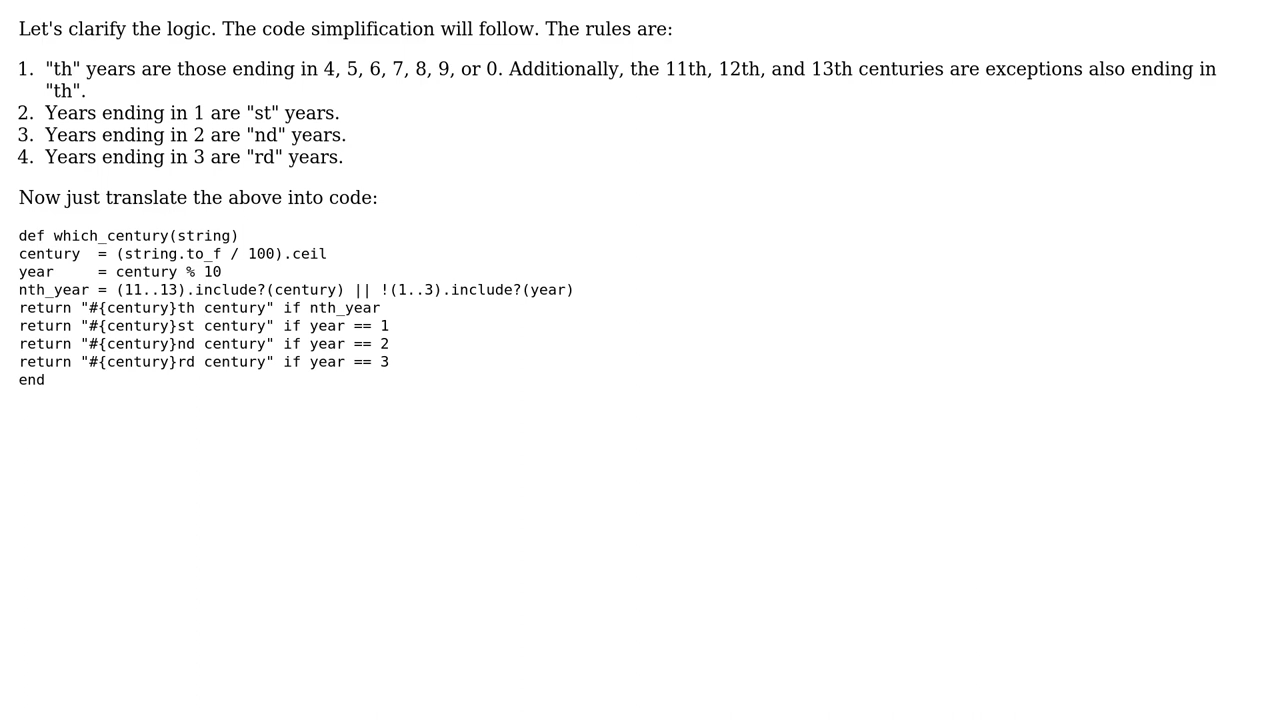 Let's clarify the logic. The code simplification will follow. The rules are:
1. "th" years are those ending in 4, 5, 6, 7, 8, 9, or 0. Additionally, the 11th, 12th, and 13th centuries are exceptions also ending in
"th".
2. Years ending in 1 are "st" years.
3. Years ending in 2 are "nd" years.
4. Years ending in 3 are "rd" years.
Now just translate the above into code:
def which_century(string)
century  = (string.to_f / 100).ceil
year     = century % 10
nth_year = (11..13).include?(century) || !(1..3).include?(year)
return "#{century}th century" if nth_year
return "#{century}st century" if year == 1
return "#{century}nd century" if year == 2
return "#{century}rd century" if year == 3
end